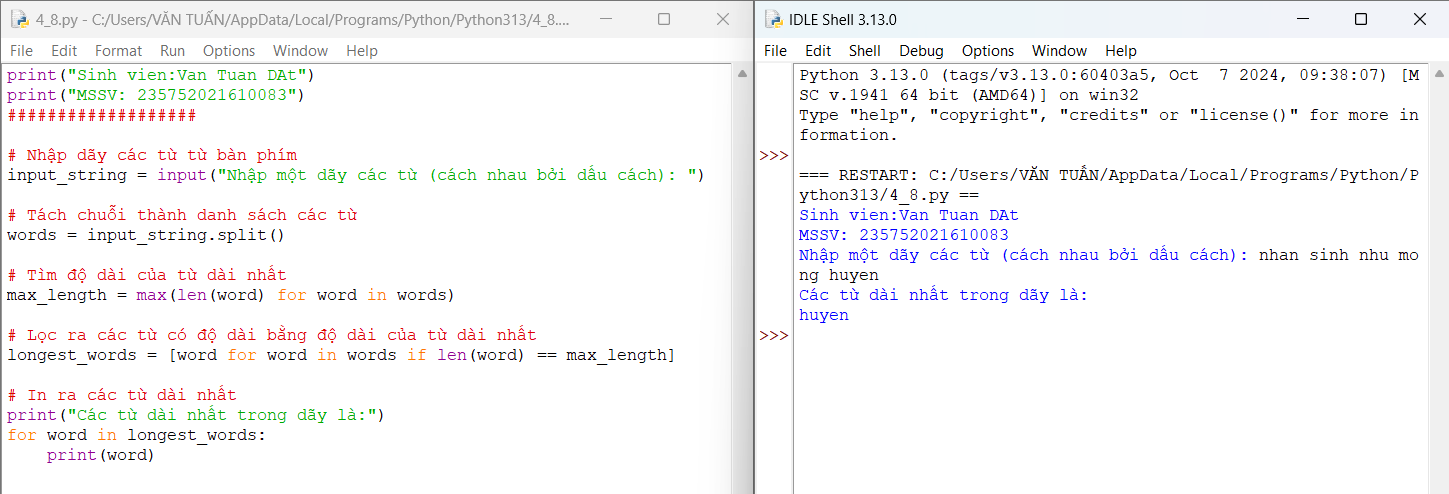 4_8.py - C:/Users/VĂN TUẤN/AppData/Local/Programs/Python/Python313/4_8.py....
File Edit Format Run Options Window Help
print("Sinh vien:Van Tuan DAt")
print("MSSV: 235752021610083")
###################
# Nhập dãy các từ từ bàn phím
input_string = input("Nhập một dãy các từ (cách nhau bởi dấu cách): ")
# Tách chuỗi thành danh sách các từ
words = input_string.split()
# Tìm độ dài của từ dài nhất
max_length = max(len(word) for word in words)
# Lọc ra các từ có độ dài bằng độ dài của từ dài nhất
longest_words = [word for word in words if len(word) == max_length]
# In ra các từ dài nhất
print("Các từ dài nhất trong dãy là:")
for word in longest_words:
    print(word)
IDLE Shell 3.13.0
File Edit Shell Debug Options Window Help
Python 3.13.0 (tags/v3.13.0:60403a5, Oct  7 2024, 09:38:07) [M
SC v.1941 64 bit (AMD64)] on win32
Type "help", "copyright", "credits" or "license()" for more in
formation.
>>>
=== RESTART: C:/Users/VĂN TUẤN/AppData/Local/Programs/Python/P
ython313/4_8.py ==
Sinh vien:Van Tuan DAt
MSSV: 235752021610083
Nhập một dãy các từ (cách nhau bởi dấu cách): nhan sinh nhu mo
ng huyen
Các từ dài nhất trong dãy là:
huyen
>>>